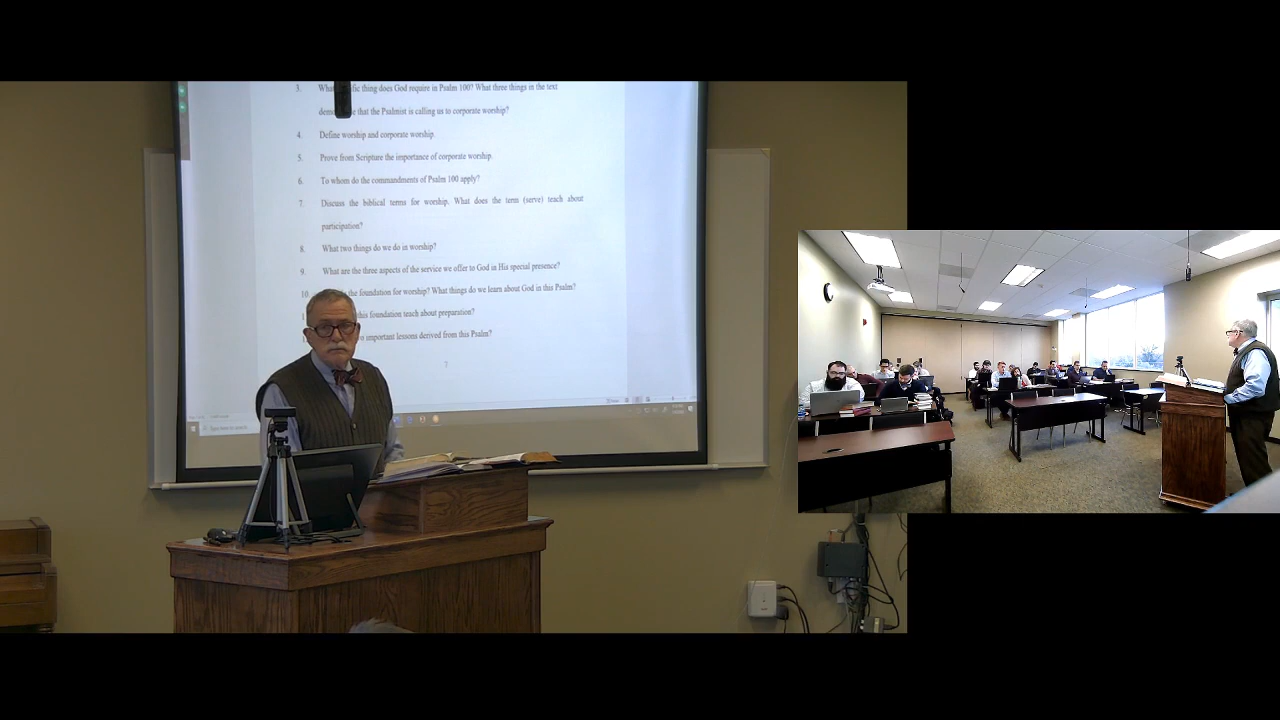 3. What fic thing does God require in Psalm 100? What three things in the text
dem e that the Psalmist is calling us to corporate worship?
4. Define worship and corporate worship.
5. Prove from Scripture the importance of corporate worship.
6. To whom do the commandments of Psalm 100 apply?
7. Discuss the biblical terms for worship. What does the term (serve) teach about
participation?
8. What two things do we do in worship?
9. What are the three aspects of the service we offer to God in His special presence?
10. the foundation for worship? What things do we learn about God in this Psalm?
1 this foundation teach about preparation?
1 important lessons derived from this Psalm?
7